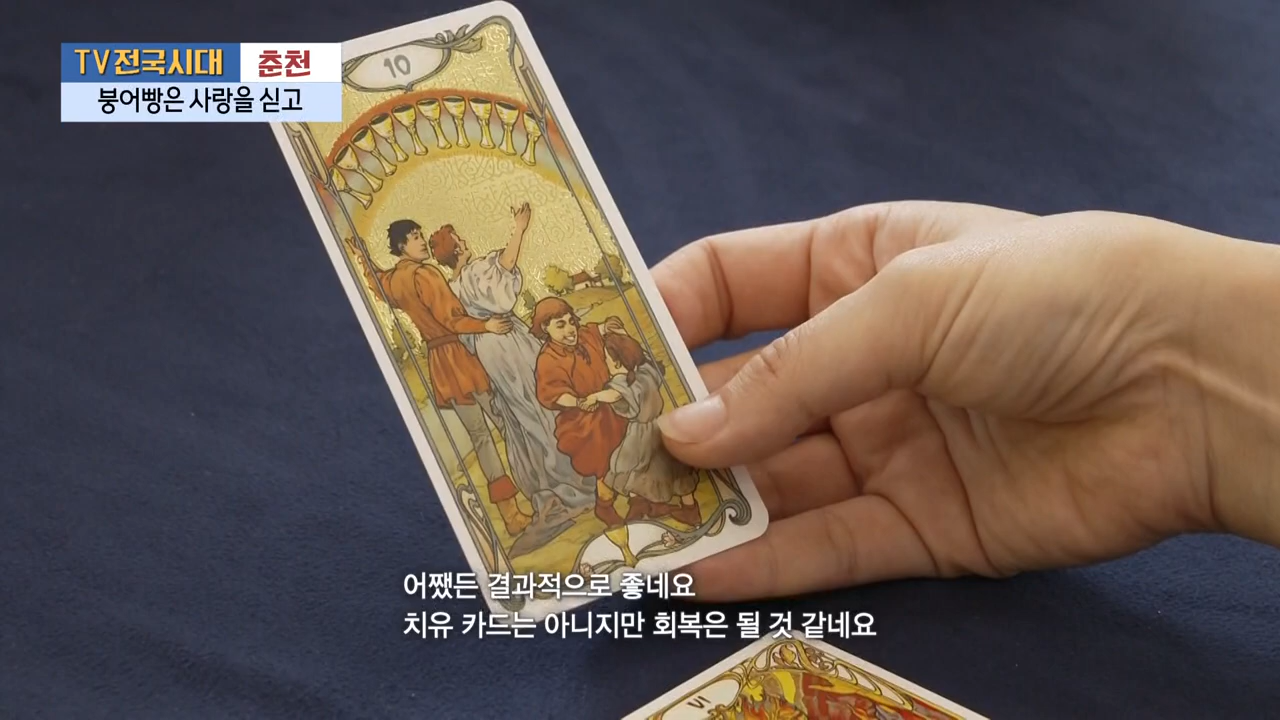 TV전국시대 춘천
붕어빵은 사랑을 싣고
10
어쨌든 결과적으로 좋네요
치유 카드는 아니지만 회복은 될 것 같네요
VI